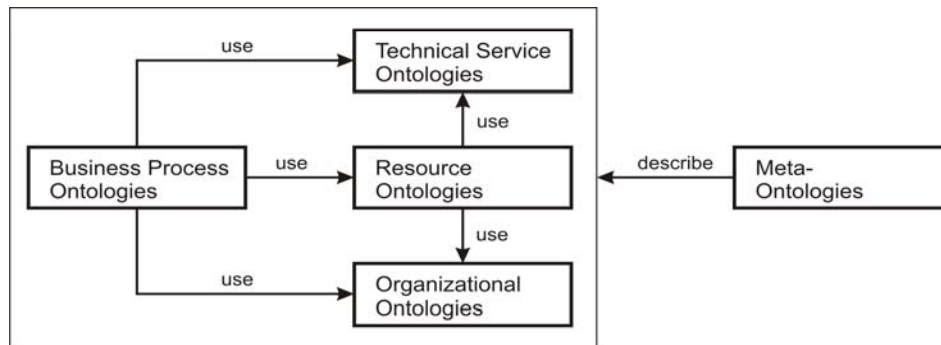 use
Technical Service
Ontologies
use
Business Process
Ontologies
use
Resource
Ontologies
describe
Meta-
Ontologies
use
use
Organizational
Ontologies